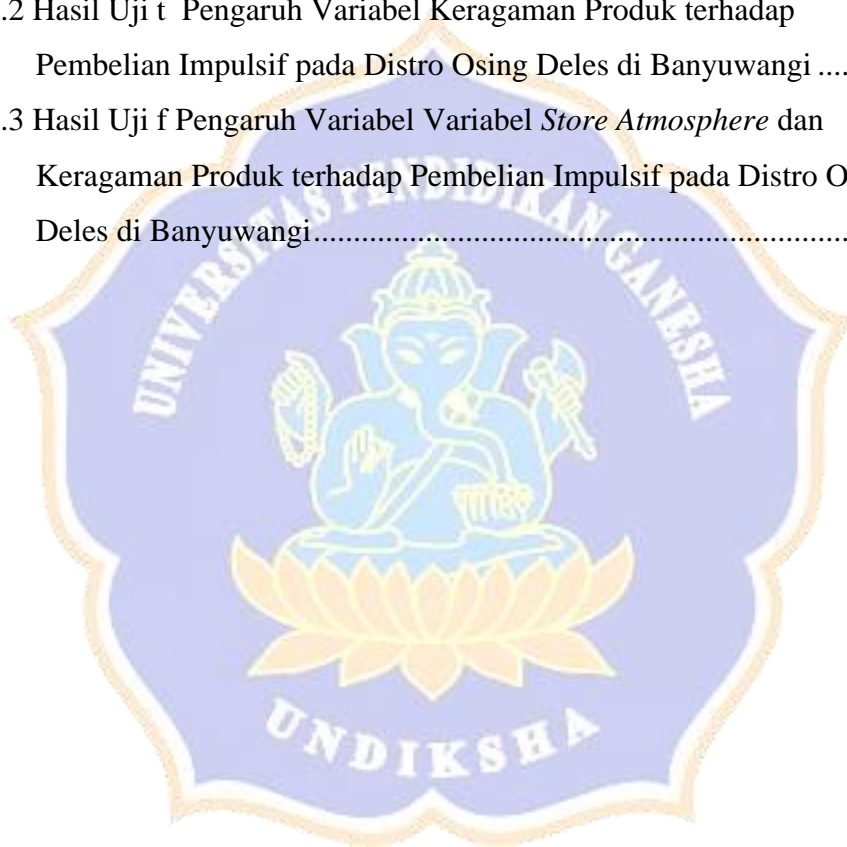 .2 Hasil Uji t Pengaruh Variabel Keragaman Produk terhadap
Pembelian Impulsif pada Distro Osing Deles di Banyuwangi ....
.3 Hasil Uji f Pengaruh Variabel Variabel Store Atmosphere dan
Keragaman Produk terhadap Pembelian Impulsif pada Distro O
Deles di Banyuwangi...................................................................
UNIVERSITAS PENDIDIKAN GANESHA
UNDIKSHA